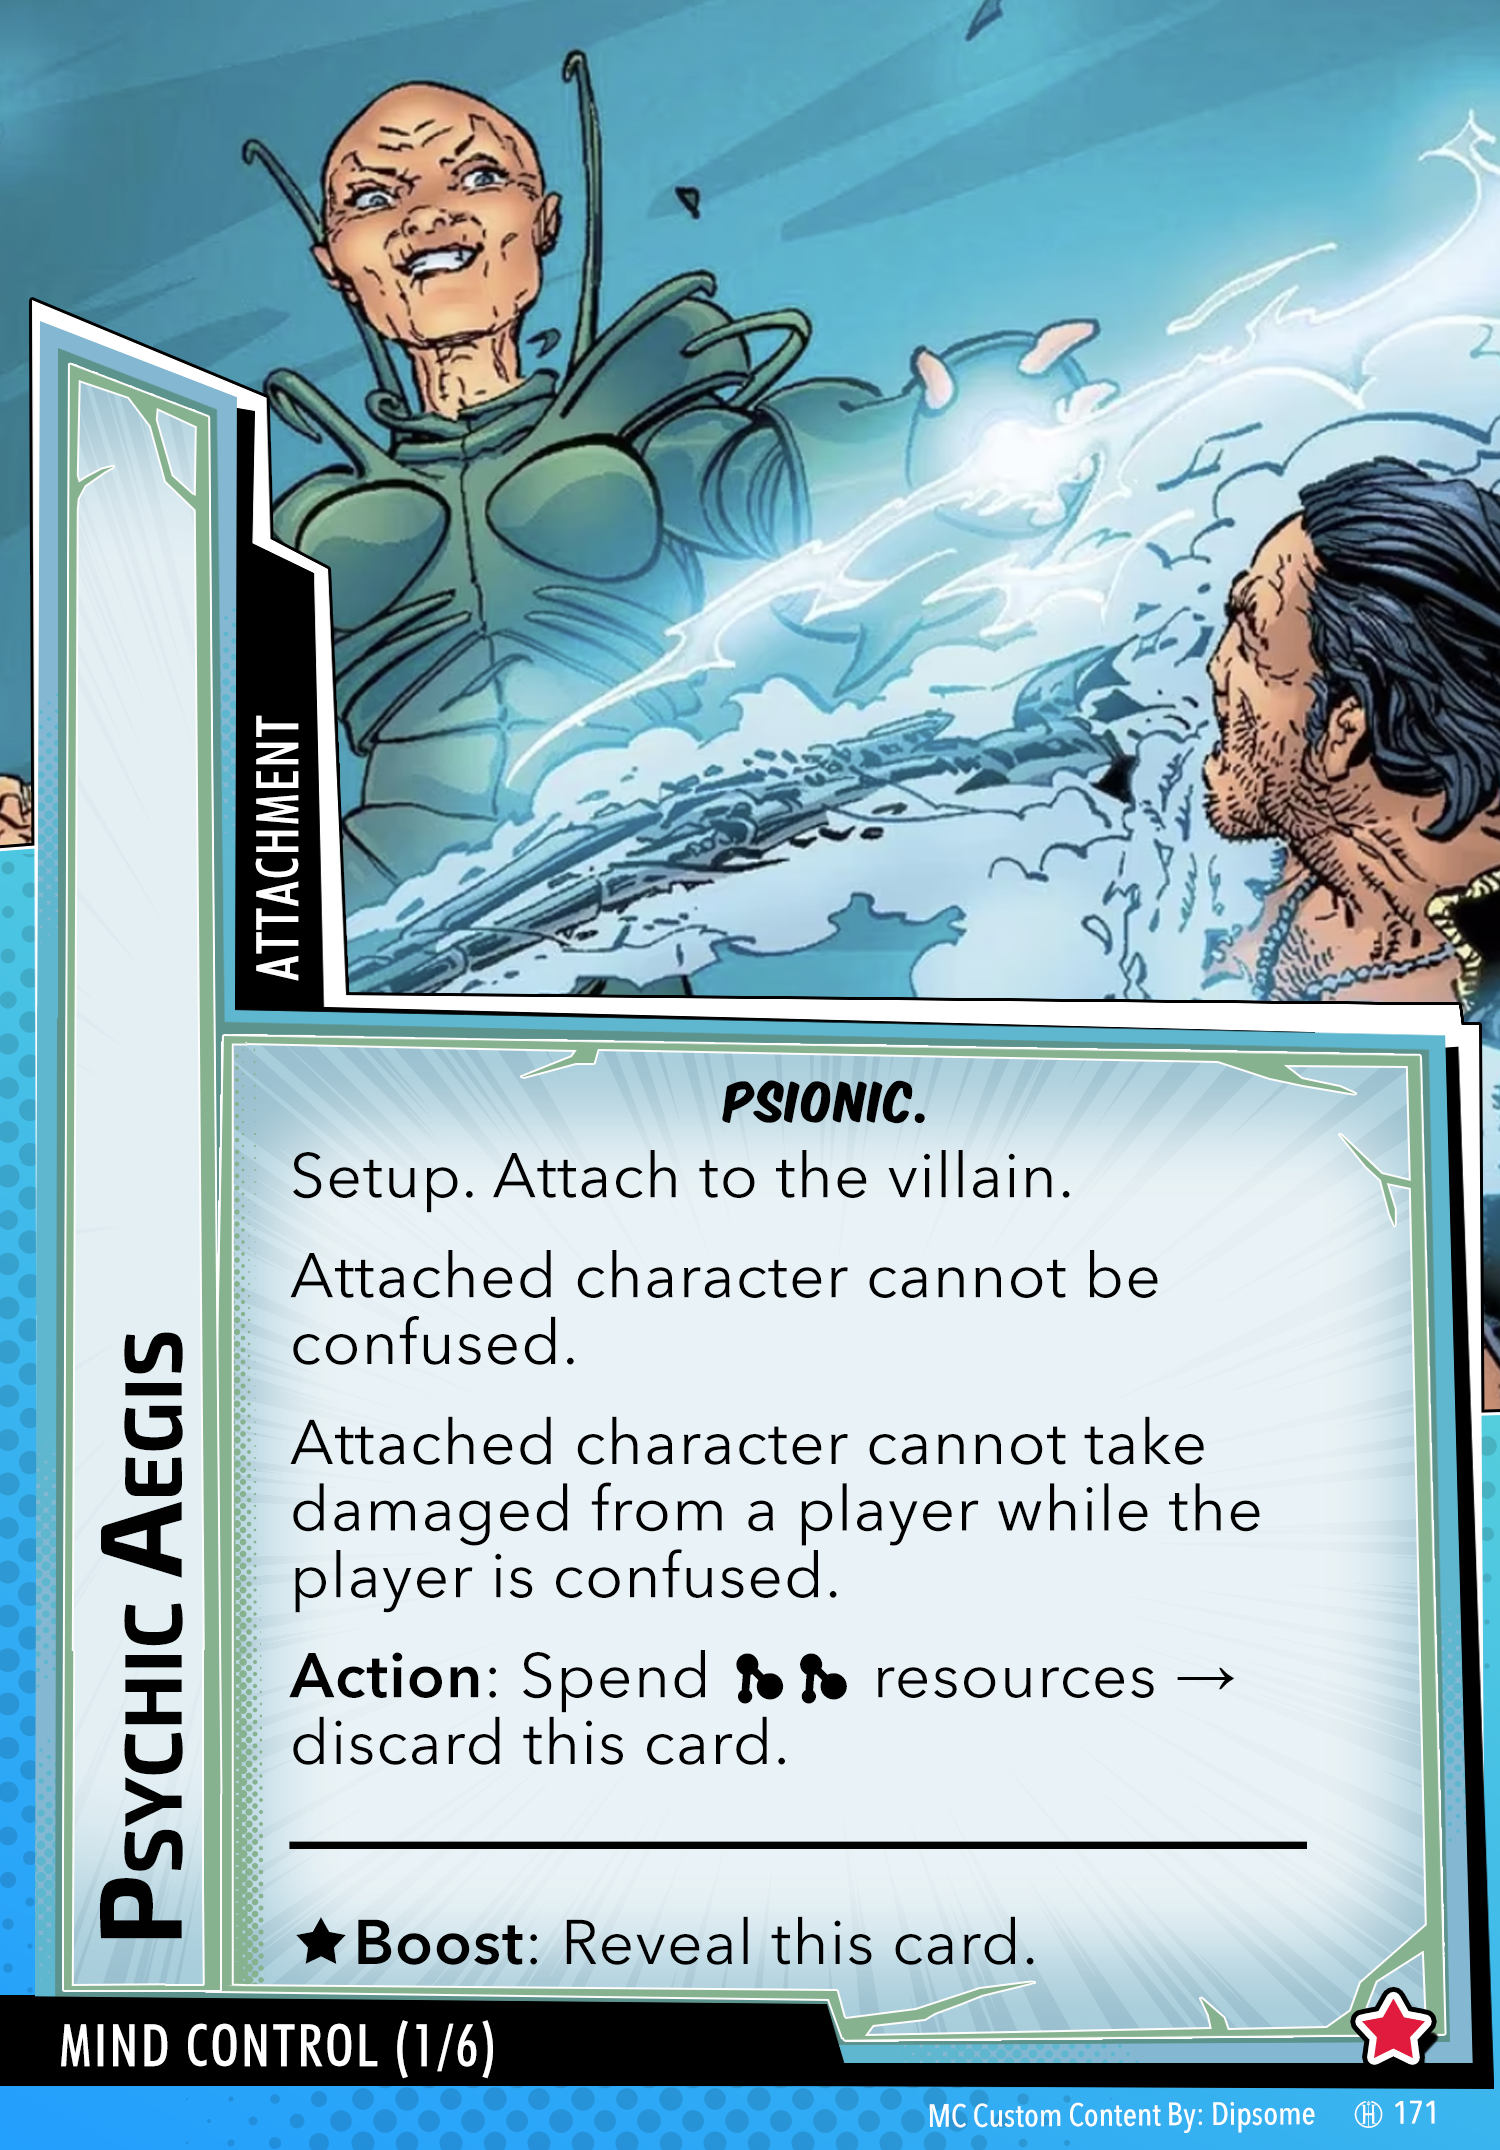 ATTACHMENT
PSYCHIC AEGIS
PSIONIC.
Setup. Attach to the villain.
Attached character cannot be
confused.
Attached character cannot take
damaged from a player while the
player is confused.
Action: Spend resources →
discard this card.
★Boost: Reveal this card.
MIND CONTROL (1/6)
MC Custom Content By: Dipsome 171